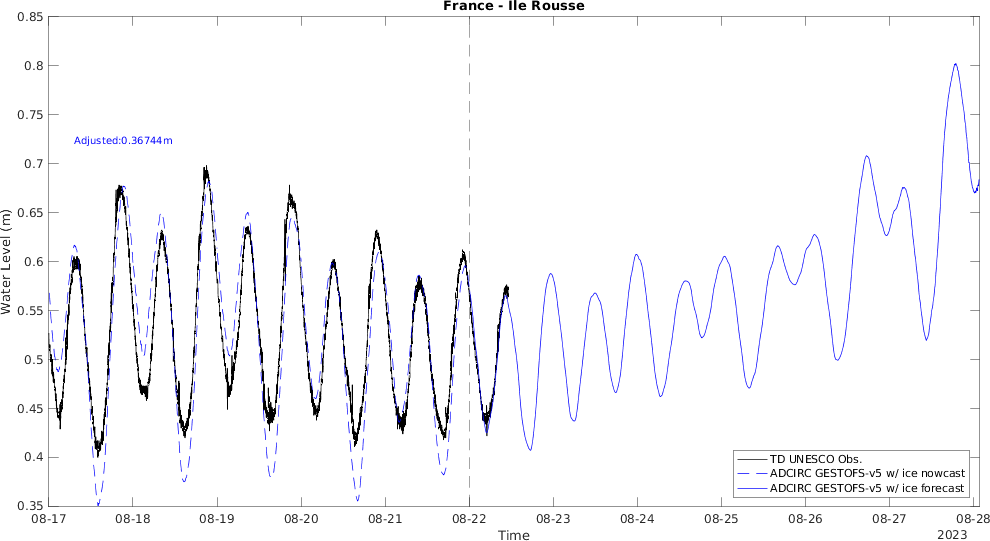 France - Ile Rousse
0.85
0.8
0.75
0.7
0.65
0.6
0.55
0.5
0.45
0.4
0.35
Water Level (m)
Adjusted:0.36744m
TD UNESCO Obs.
ADCIRC GESTOFS-v5 w/ ice nowcast
ADCIRC GESTOFS-v5 w/ ice forecast
08-17 08-18 08-19 08-20 08-21 08-22 08-23 08-24 08-25 08-26 08-27 08-28
Time
2023